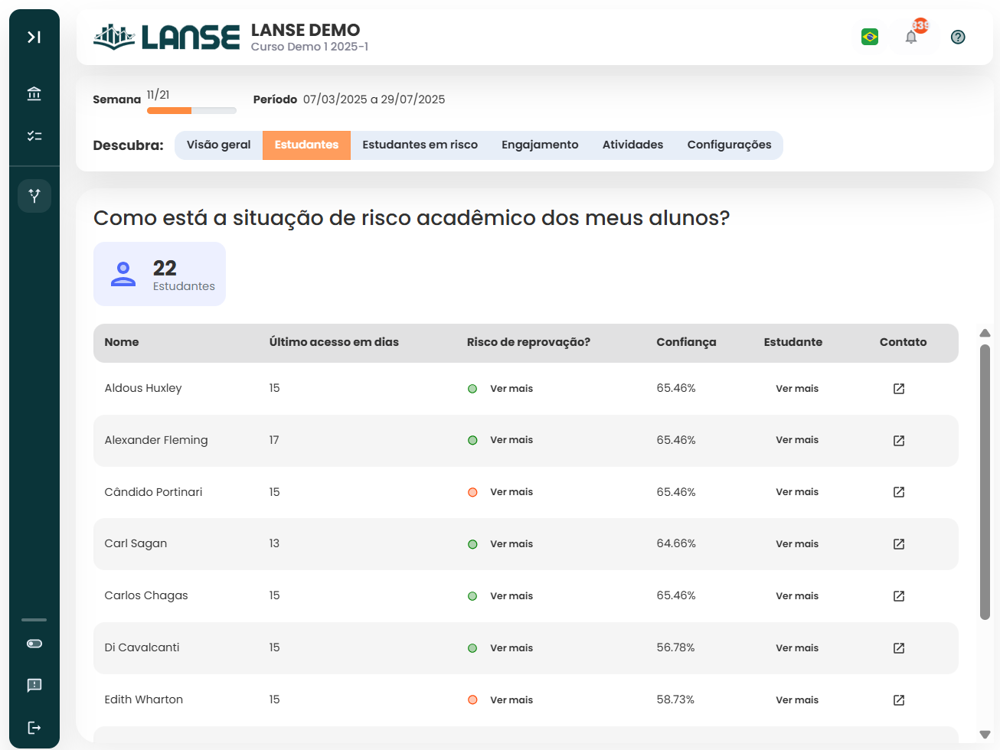 LANSE
LANSE DEMO
Curso Demo 1 2025-1
339
Semana 11/21 Período 07/03/2025 a 29/07/2025
Descubra: Visão geral Estudantes Estudantes em risco Engajamento Atividades Configurações
Como está a situação de risco acadêmico dos meus alunos?
22
Estudantes
Nome Último acesso em dias Risco de reprovação? Confiança Estudante Contato
Aldous Huxley 15 Ver mais 65.46% Ver mais
Alexander Fleming 17 Ver mais 65.46% Ver mais
Cândido Portinari 15 Ver mais 65.46% Ver mais
Carl Sagan 13 Ver mais 64.66% Ver mais
Carlos Chagas 15 Ver mais 65.46% Ver mais
Di Cavalcanti 15 Ver mais 56.78% Ver mais
Edith Wharton 15 Ver mais 58.73% Ver mais